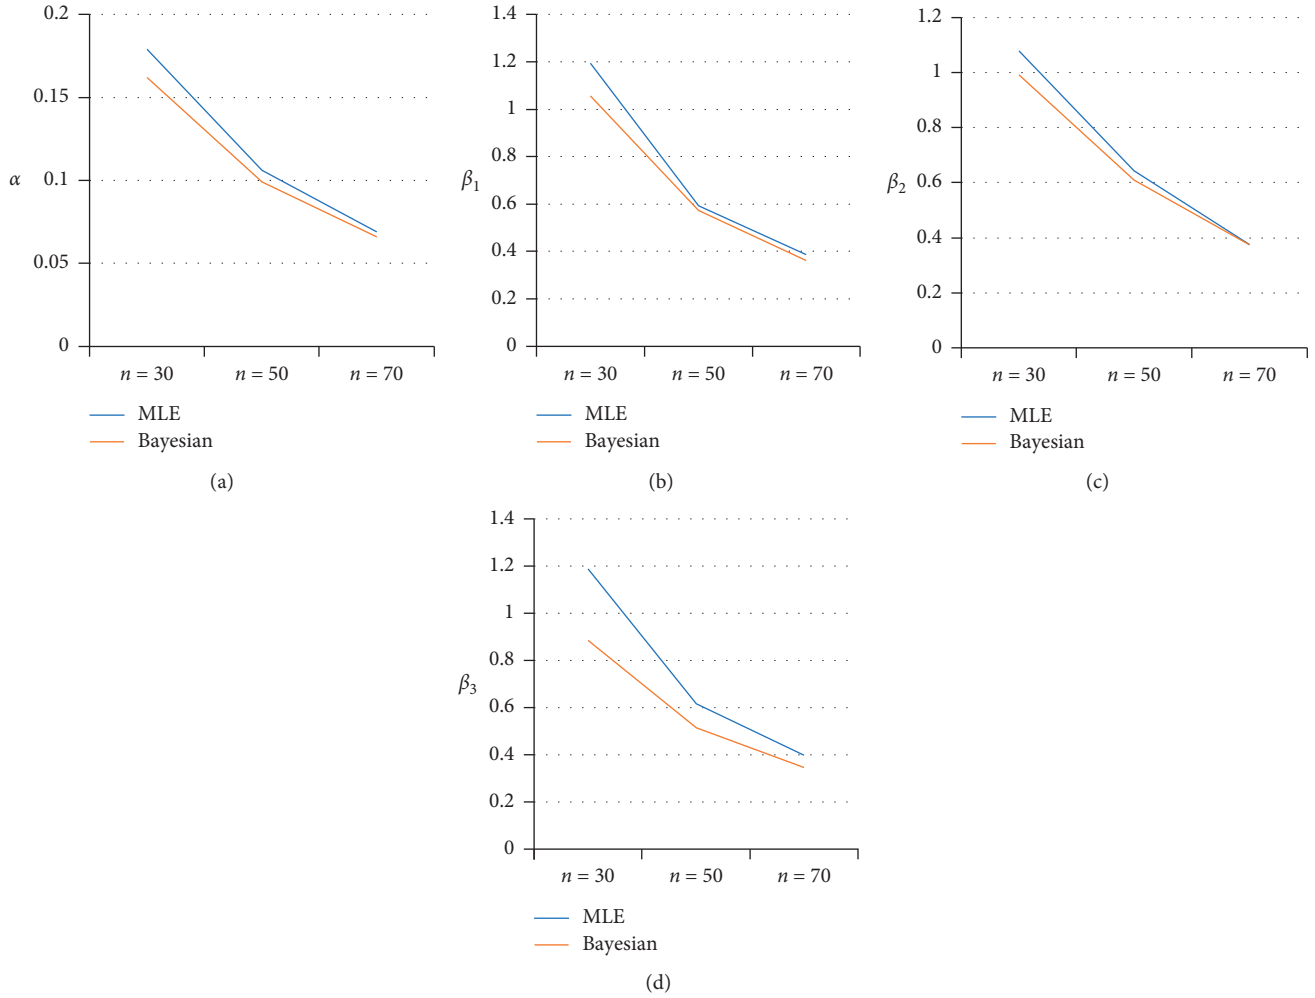 0.2
0.15
α
0.1
0.05
0
n = 30
n = 50
n = 70
MLE
Bayesian
(a)
1.4
1.2
1
0.8
β1
0.6
0.4
0.2
0
n = 30
n = 50
n = 70
MLE
Bayesian
(b)
1.2
1
0.8
β2
0.6
0.4
0.2
0
n = 30
n = 50
n = 70
MLE
Bayesian
(c)
1.4
1.2
1
0.8
β3
0.6
0.4
0.2
0
n = 30
n = 50
n = 70
MLE
Bayesian
(d)